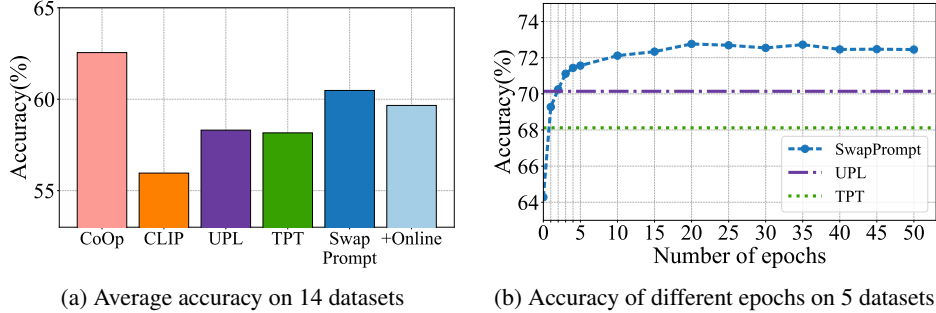 65
60
55
Accuracy(%)
CoOp
CLIP
UPL
TPT
Swap
Prompt
+Online
(a) Average accuracy on 14 datasets
74
72
70
68
66
64
Accuracy(%)
SwapPrompt
UPL
TPT
0 5 10 15 20 25 30 35 40 45 50
Number of epochs
(b) Accuracy of different epochs on 5 datasets